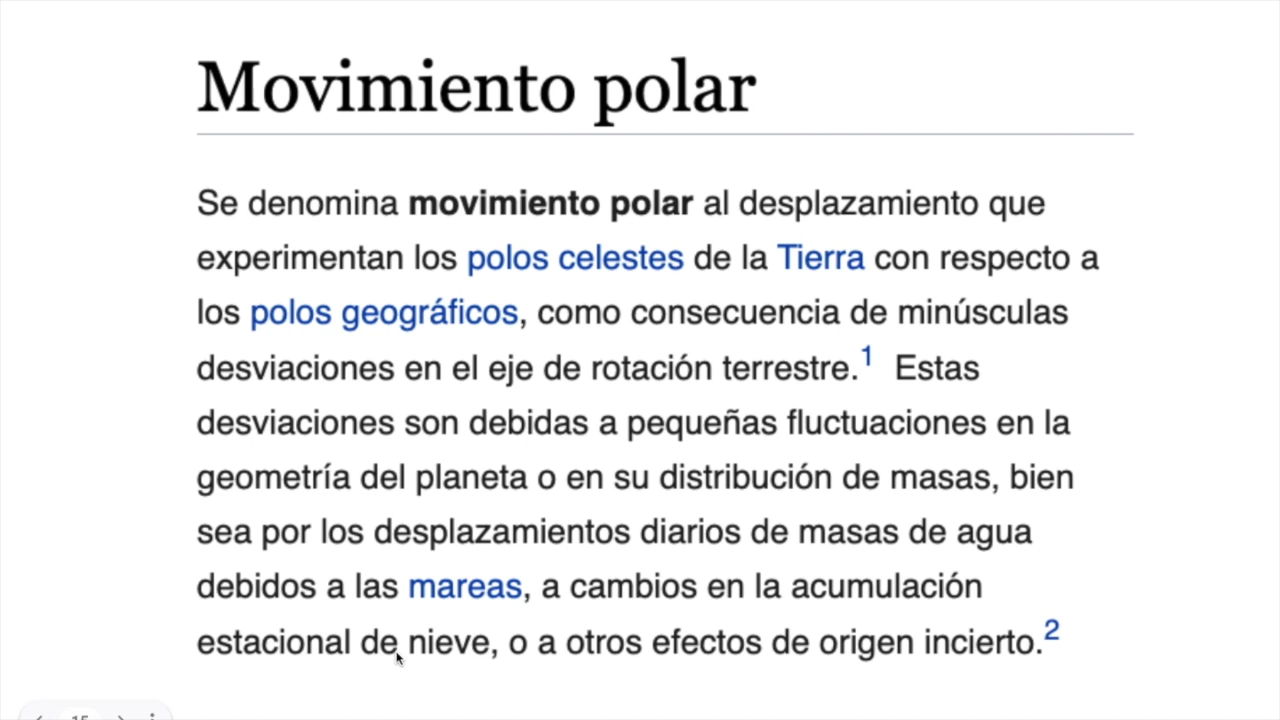 Movimiento polar
Se denomina movimiento polar al desplazamiento que
experimentan los polos celestes de la Tierra con respecto a
los polos geográficos, como consecuencia de minúsculas
desviaciones en el eje de rotación terrestre.1 Estas
desviaciones son debidas a pequeñas fluctuaciones en la
geometría del planeta o en su distribución de masas, bien
sea por los desplazamientos diarios de masas de agua
debidos a las mareas, a cambios en la acumulación
estacional de nieve, o a otros efectos de origen incierto.2
15